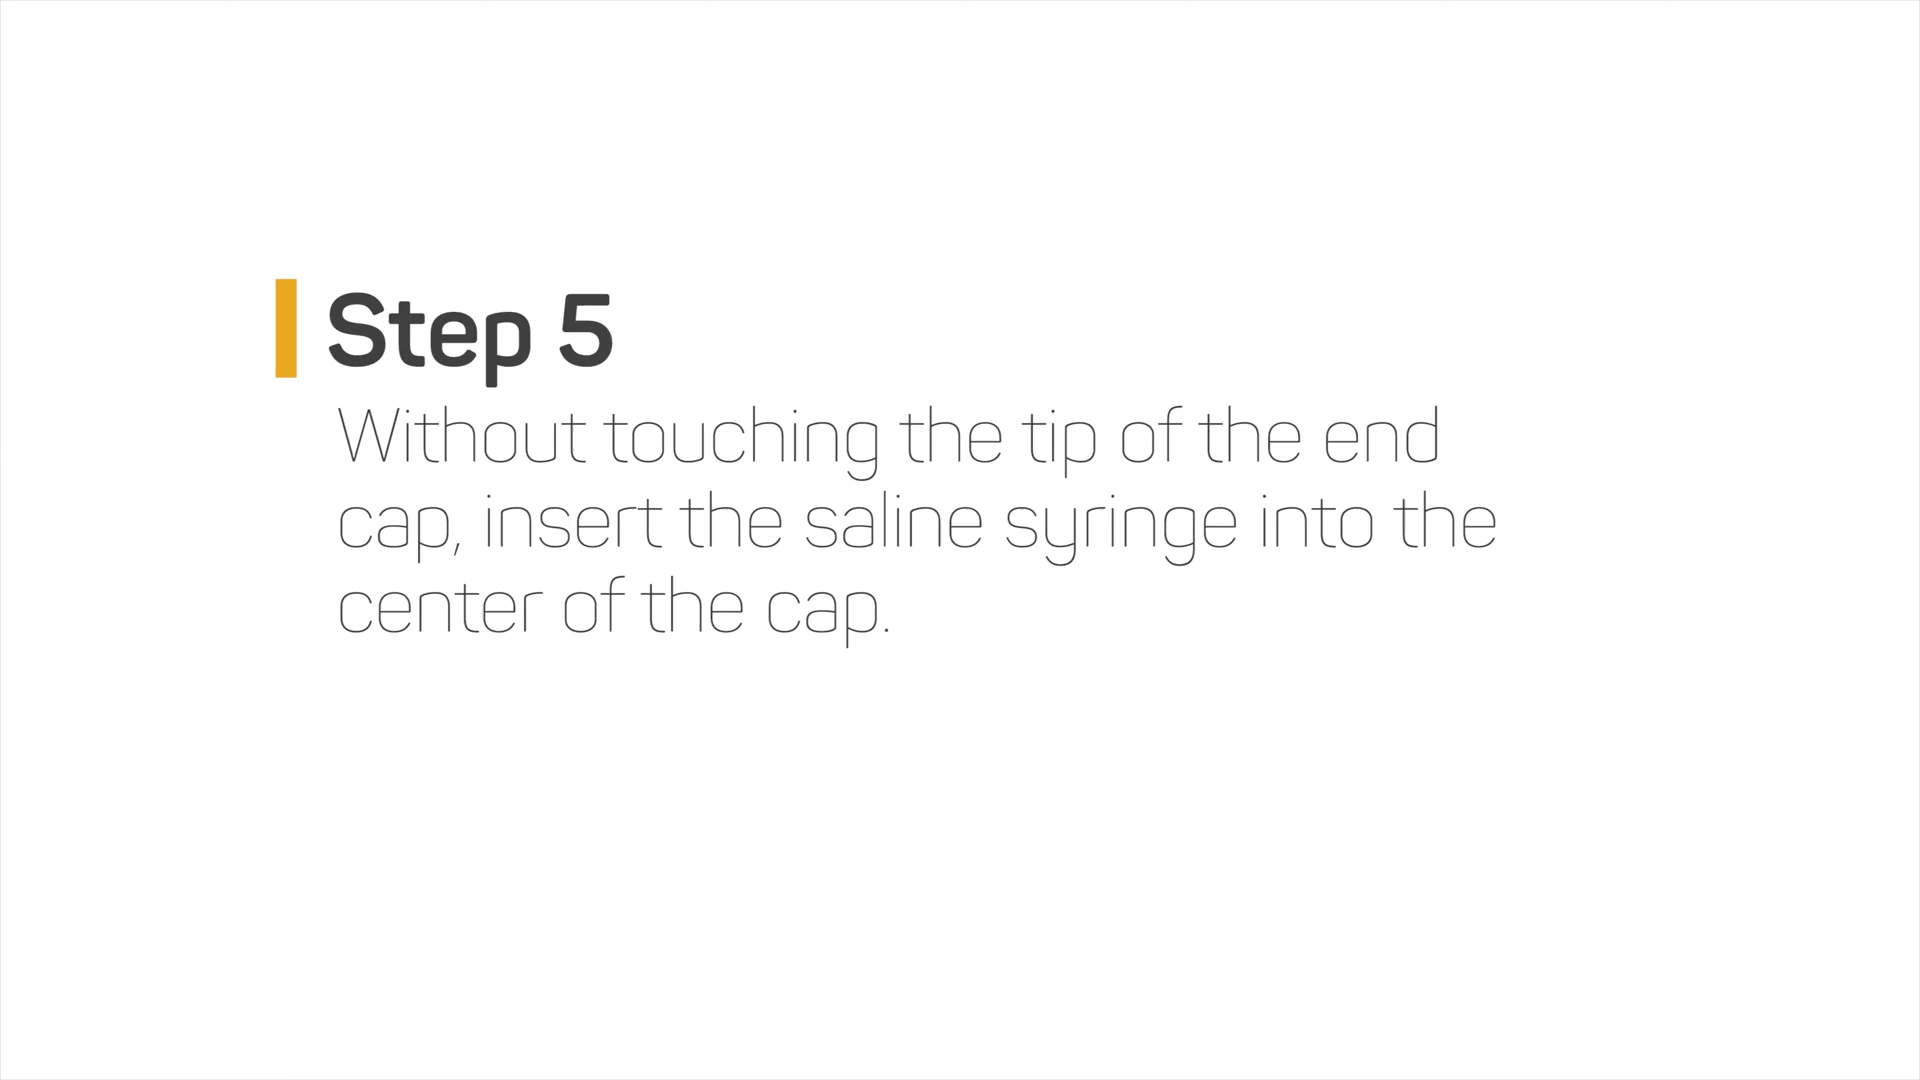 Step 5
Without touching the tip of the end
cap, insert the saline syringe into the
center of the cap.